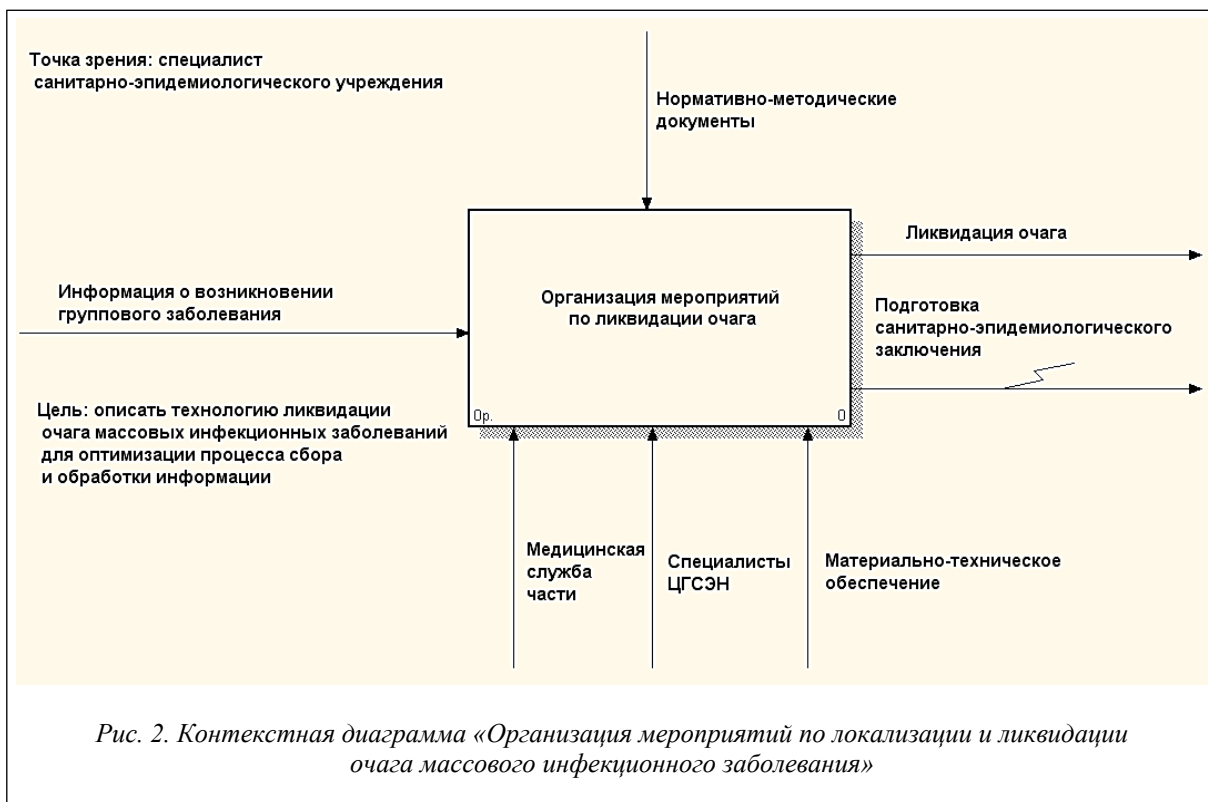 Точка зрения: специалист
санитарно-эпидемиологического учреждения
Нормативно-методические
документы
Ликвидация очага
Информация о возникновении
группового заболевания
Организация мероприятий
по ликвидации очага
Подготовка
санитарно-эпидемиологического
заключения
0р.
0
Цель: описать технологию ликвидации
очага массовых инфекционных заболеваний
для оптимизации процесса сбора
и обработки информации
Медицинская
служба
части
Специалисты
ЦГСЭН
Материально-техническое
обеспечение
Рис. 2. Контекстная диаграмма «Организация мероприятий по локализации и ликвидации
очага массового инфекционного заболевания»